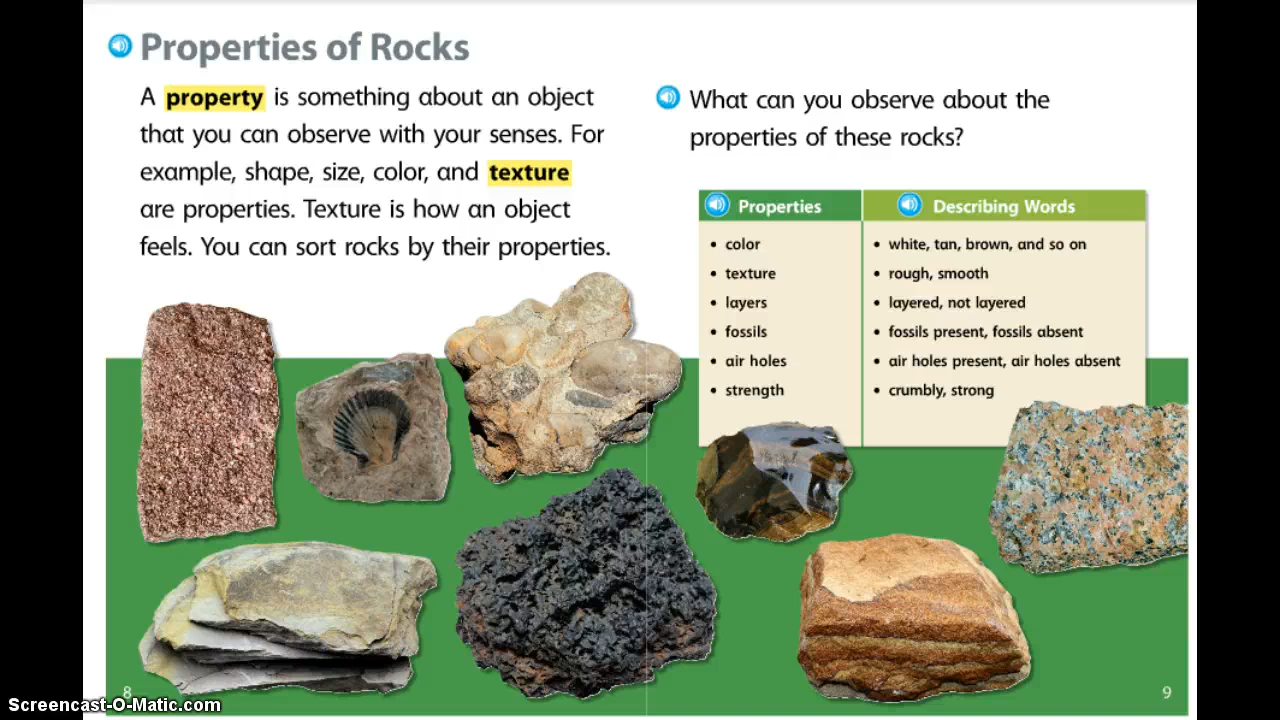 Properties of Rocks
A property is something about an object
that you can observe with your senses. For
example, shape, size, color, and texture
are properties. Texture is how an object
feels. You can sort rocks by their properties.
What can you observe about the
properties of these rocks?
Properties Describing Words
• color • white, tan, brown, and so on
• texture • rough, smooth
• layers • layered, not layered
• fossils • fossils present, fossils absent
• air holes • air holes present, air holes absent
• strength • crumbly, strong
8
9
Screencast-O-Matic.com